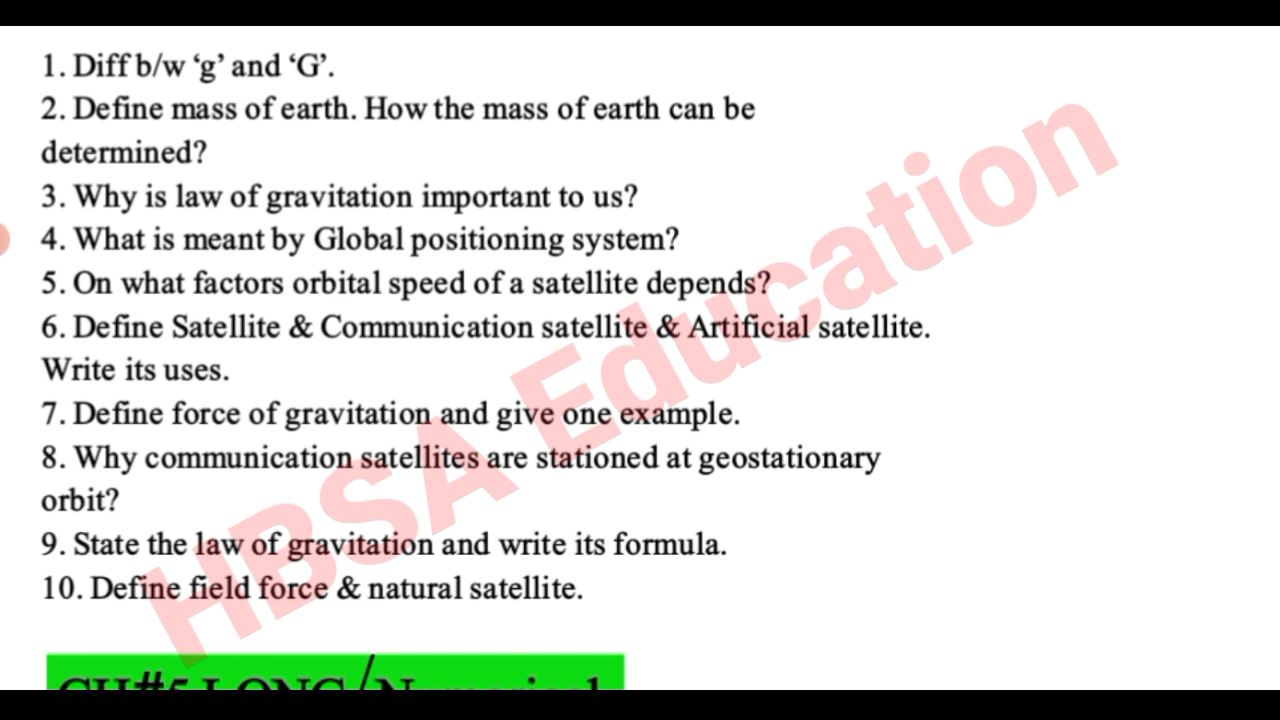 1. Diff b/w ‘g’ and ‘G’.
2. Define mass of earth. How the mass of earth can be
determined?
3. Why is law of gravitation important to us?
4. What is meant by Global positioning system?
5. On what factors orbital speed of a satellite depends?
6. Define Satellite & Communication satellite & Artificial satellite.
Write its uses.
7. Define force of gravitation and give one example.
8. Why communication satellites are stationed at geostationary
orbit?
9. State the law of gravitation and write its formula.
10. Define field force & natural satellite.
HBSA Education
CH#5 LONG/Numerical